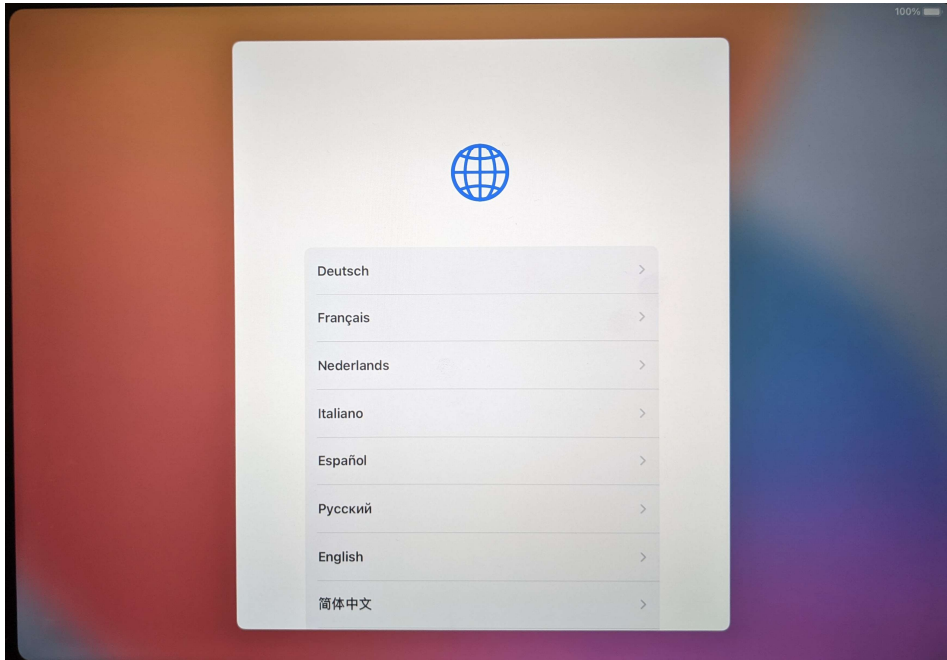 100%
Deutsch
Français
Nederlands
Italiano
Español
Русский
English
简体中文